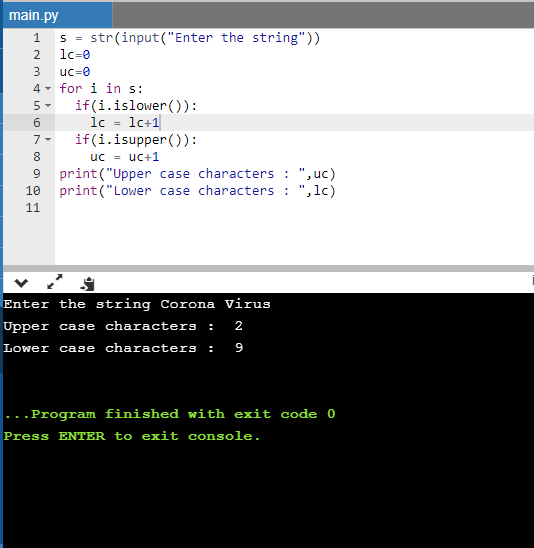 main.py
1 s = str(input("Enter the string"))
2 lc=0
3 uc=0
4 for i in s:
5   if(i.islower()):
6     lc = lc+1
7   if(i.isupper()):
8     uc = uc+1
9 print("Upper case characters : ",uc)
10 print("Lower case characters : ",lc)
11
Enter the string Corona Virus
Upper case characters :  2
Lower case characters :  9
...Program finished with exit code 0
Press ENTER to exit console.